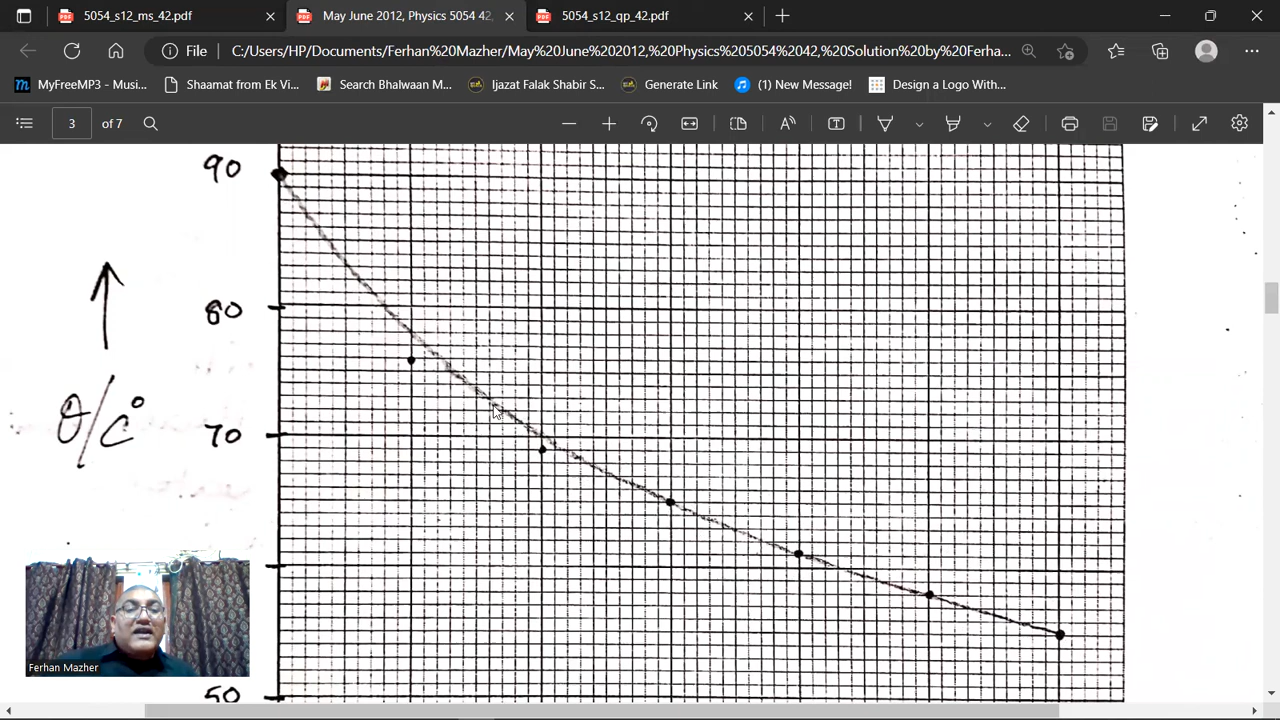 5054_s12_ms_42.pdf
May June 2012, Physics 5054 42,
5054_s12_qp_42.pdf
File
C:/Users/HP/Documents/Ferhan%20Mazher/May%20June%202012,%20Physics%205054%2042,%20Solution%20by%20Ferha...
MyFreeMP3 - Musi...
Shaamat from Ek Vi...
Search Bhalwaan M...
Ijazat Falak Shabir S...
Generate Link
(1) New Message!
Design a Logo With...
3 of 7
90
80
θ/C°
70
50
Ferhan Mazher